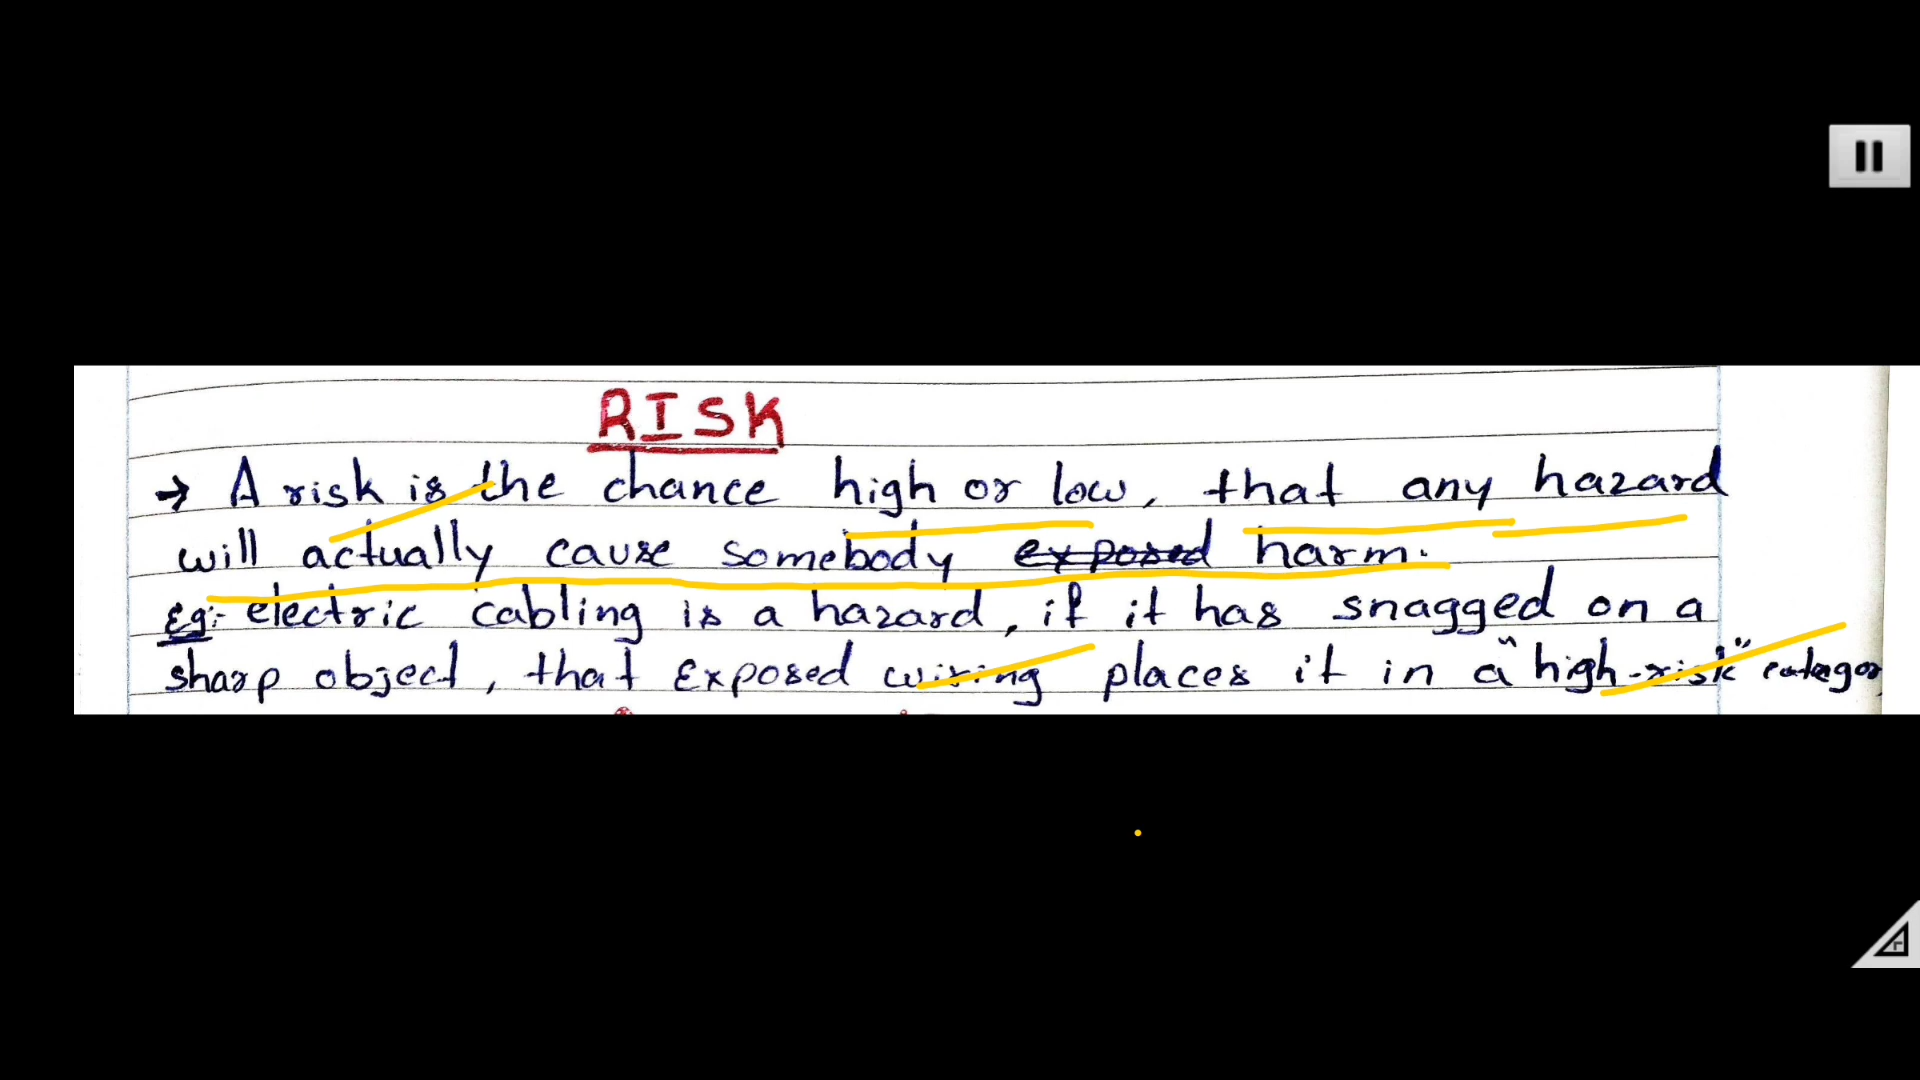 RISK
→ A risk is the chance high or low, that any hazard
will actually cause somebody exposed harm.
Eg:- electric cabling is a hazard, if it has snagged on a
sharp object, that Exposed wiring places it in a "high-risk" categor